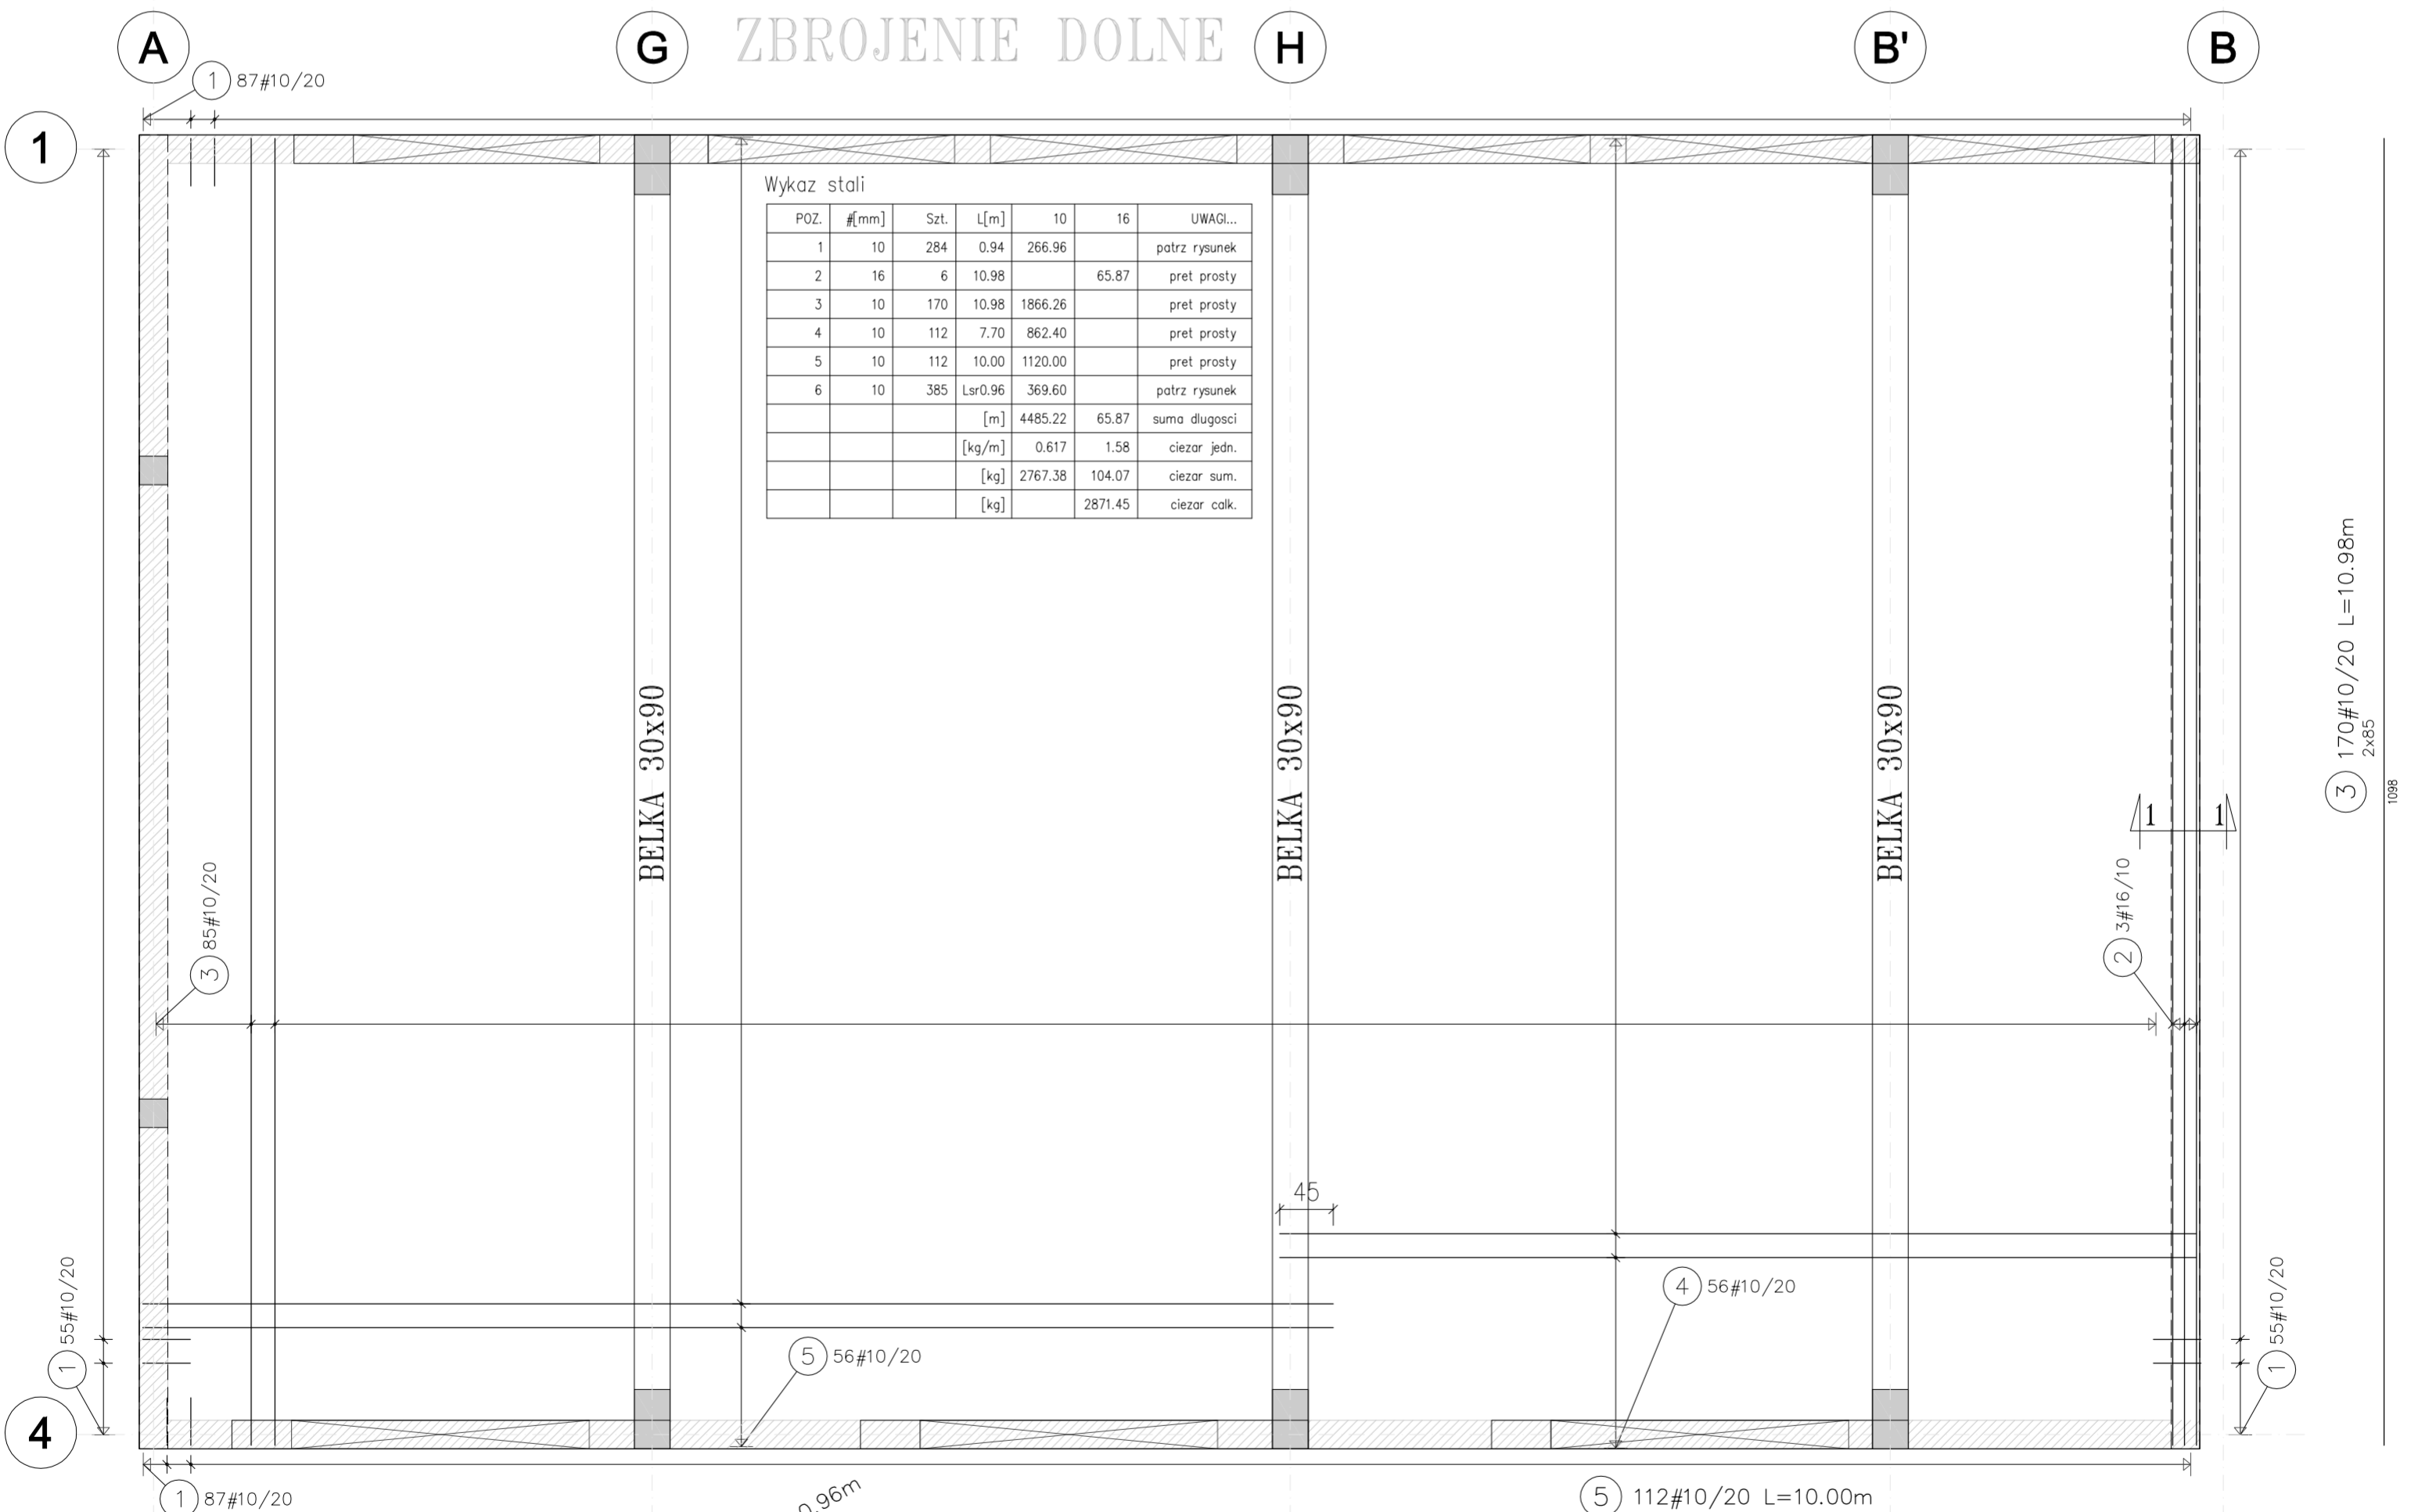 A
G
ZBROJENIE DOLNE
H
B'
B
1 87#10/20
1
Wykaz stali
POZ. #[mm] Szt. L[m] 10 16 UWAGI...
1 10 284 0.94 266.96 patrz rysunek
2 16 6 10.98 65.87 pret prosty
3 10 170 10.98 1866.26 pret prosty
4 10 112 7.70 862.40 pret prosty
5 10 112 10.00 1120.00 pret prosty
6 10 385 Lsr0.96 369.60 patrz rysunek
[m] 4485.22 65.87 suma dlugosci
[kg/m] 0.617 1.58 ciezar jedn.
[kg] 2767.38 104.07 ciezar sum.
[kg] 2871.45 ciezar calk.
BELKA 30x90
BELKA 30x90
BELKA 30x90
3 170#10/20 L=10.98m
2x85
1098
1 1
3 85#10/20
2 3#16/10
45
4 56#10/20
5 56#10/20
1 55#10/20
1 55#10/20
4
1 87#10/20
0.96m
5 112#10/20 L=10.00m